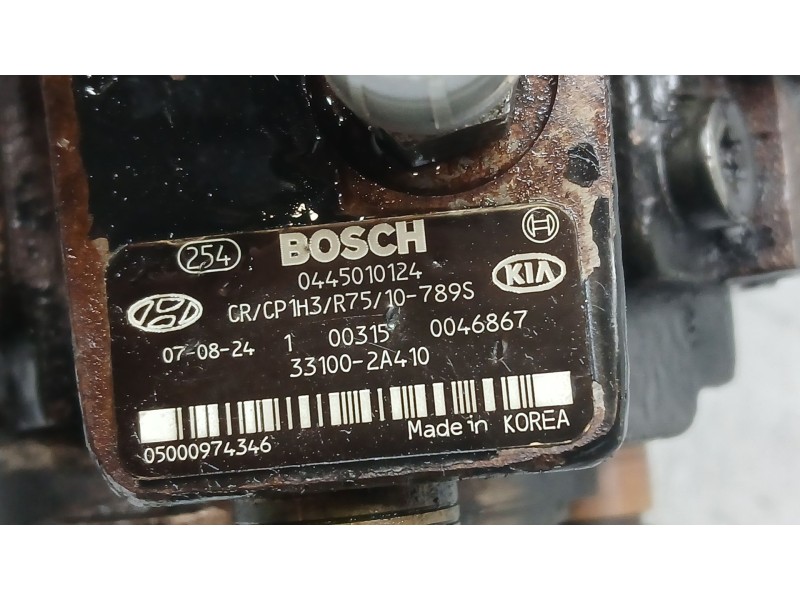 254 BOSCH
0445010124
CR/CP1H3/R75/10-789S KIA
07-08-24 1 00315 0046867
33100-2A410
05000974346 Made in KOREA